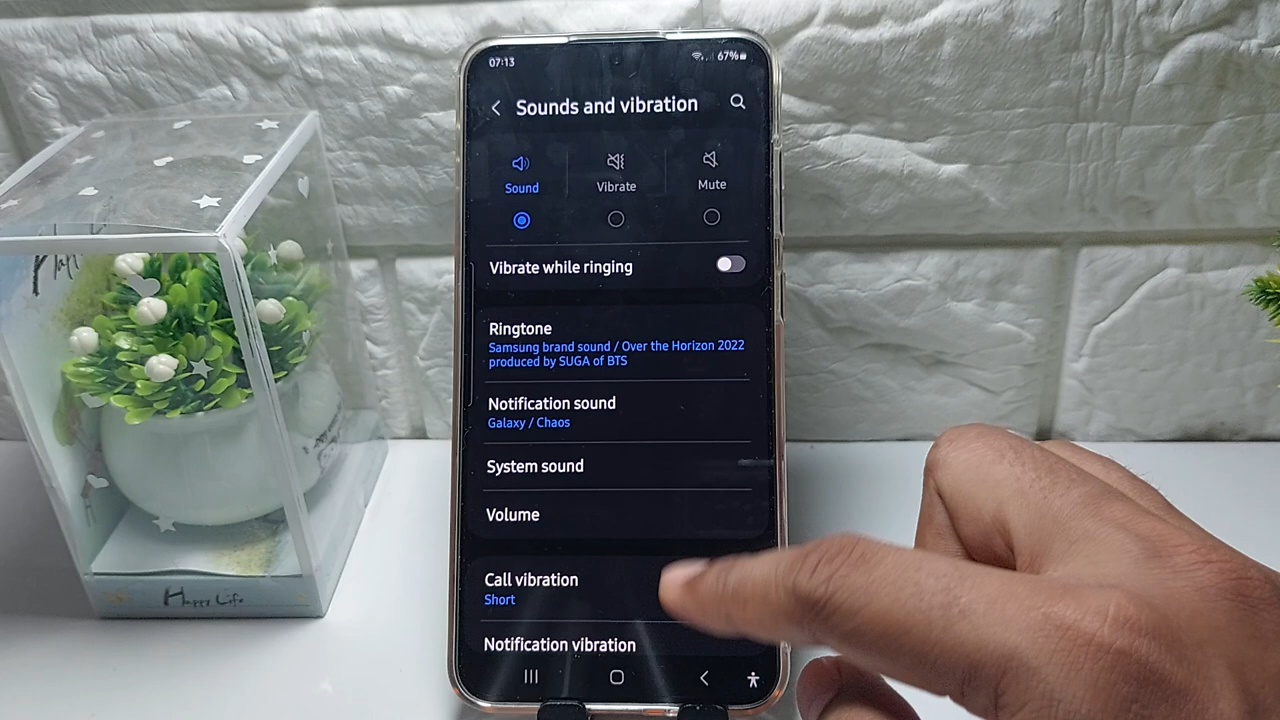 07:13
67%
Sounds and vibration
Sound
Vibrate
Mute
Vibrate while ringing
Ringtone
Samsung brand sound / Over the Horizon 2022
produced by SUGA of BTS
Notification sound
Galaxy / Chaos
System sound
Volume
Call vibration
Short
Notification vibration
Happy Life